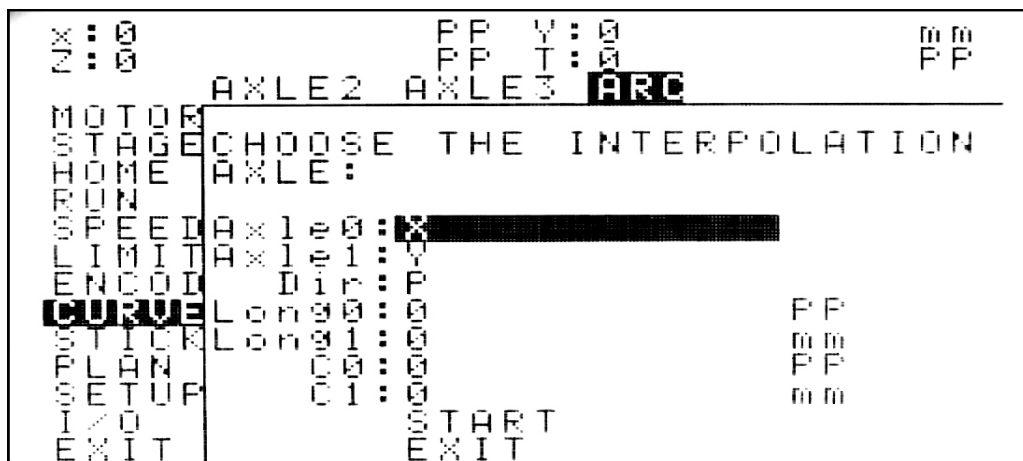 X:0 PP Y:0 mm
Z:0 PP T:0 PP
AXLE2 AXLE3 ARC
MOTOR
STAGE
HOME
RUN
SPEED
LIMIT
ENCOD
CURVE
STICK
PLAN
SETUP
I/O
EXIT
CHOOSE THE INTERPOLATION
AXLE:
Axle0:X
Axle1:Y
Dir:P
Long0:0 PP
Long1:0 mm
C0:0 PP
C1:0 mm
START
EXIT